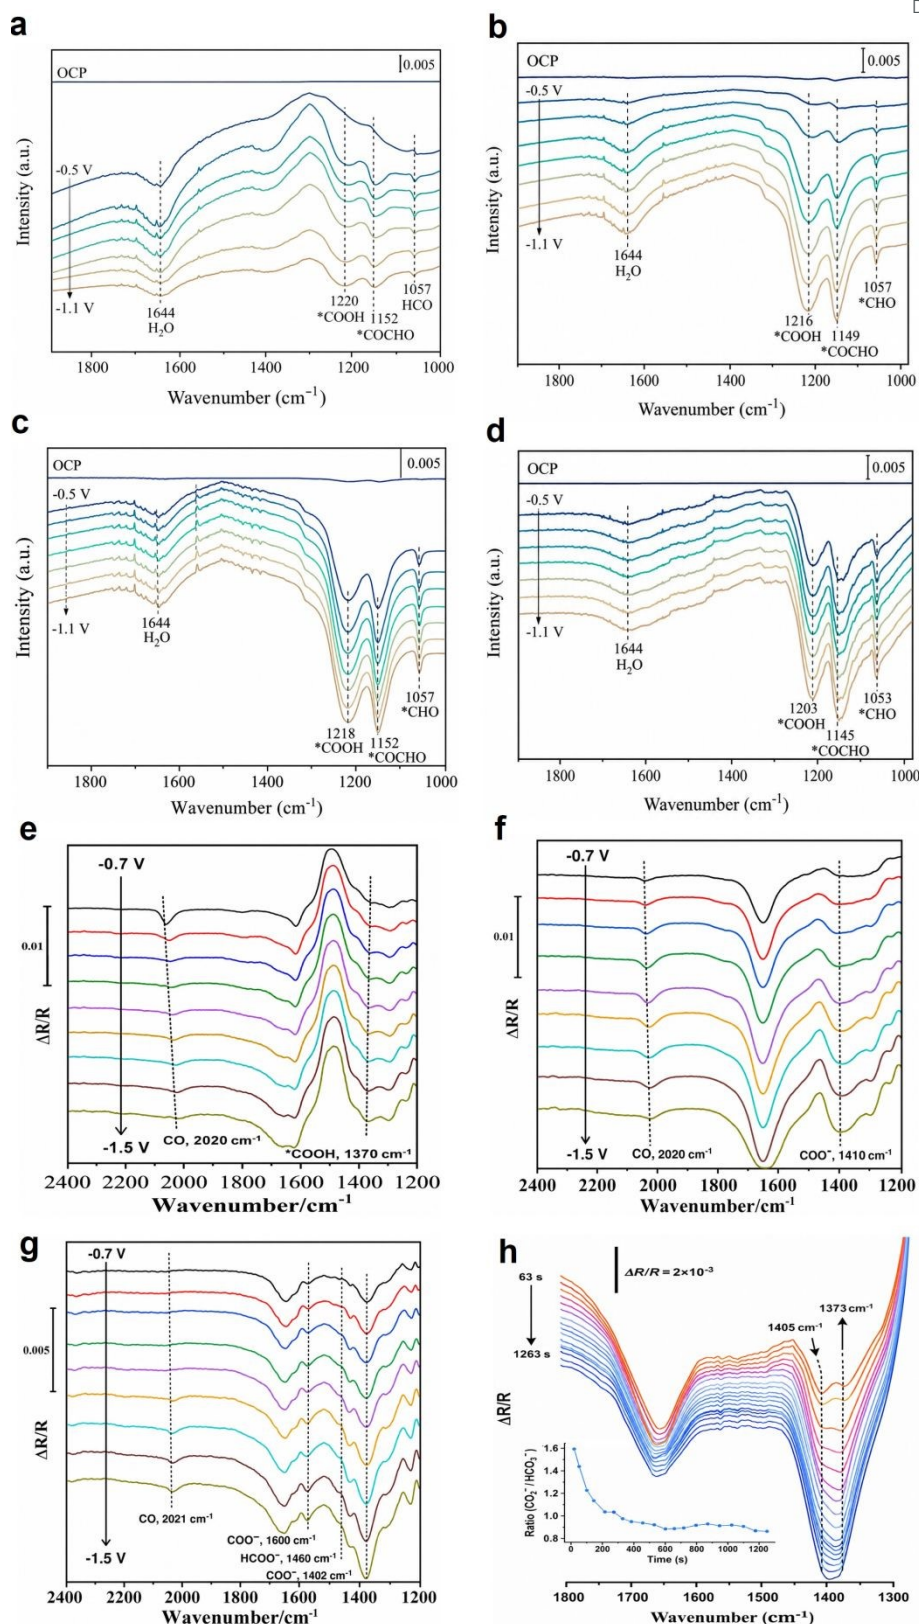 a
OCP
0.005
-0.5 V
-1.1 V
1644
H₂O
1220
*COOH
1152
*COCHO
1057
HCO
Intensity (a.u.)
1800 1600 1400 1200 1000
Wavenumber (cm⁻¹)
b
OCP
0.005
-0.5 V
-1.1 V
1644
H₂O
1216
*COOH
1149
*COCHO
1057
*CHO
Intensity (a.u.)
1800 1600 1400 1200 1000
Wavenumber (cm⁻¹)
c
OCP
0.005
-0.5 V
-1.1 V
1644
H₂O
1218
*COOH
1152
*COCHO
1057
*CHO
Intensity (a.u.)
1800 1600 1400 1200 1000
Wavenumber (cm⁻¹)
d
OCP
0.005
-0.5 V
-1.1 V
1644
H₂O
1203
*COOH
1145
*COCHO
1053
*CHO
Intensity (a.u.)
1800 1600 1400 1200 1000
Wavenumber (cm⁻¹)
e
-0.7 V
0.01
ΔR/R
-1.5 V
CO, 2020 cm⁻¹
*COOH, 1370 cm⁻¹
2400 2200 2000 1800 1600 1400 1200
Wavenumber/cm⁻¹
f
-0.7 V
0.01
ΔR/R
-1.5 V
CO, 2020 cm⁻¹
COO⁻, 1410 cm⁻¹
2400 2200 2000 1800 1600 1400 1200
Wavenumber/cm⁻¹
g
-0.7 V
0.005
ΔR/R
-1.5 V
CO, 2021 cm⁻¹
COO⁻, 1600 cm⁻¹
HCOO⁻, 1460 cm⁻¹
COO⁻, 1402 cm⁻¹
2400 2200 2000 1800 1600 1400 1200
Wavenumber/cm⁻¹
h
ΔR/R = 2×10⁻³
63 s
1263 s
1405 cm⁻¹
1373 cm⁻¹
ΔR/R
Ratio (CO₂⁻/HCO₃⁻)
1.6
1.4
1.2
1.0
0.8
0 200 400 600 800 1000 1200
Time (s)
1800 1700 1600 1500 1400 1300
Wavenumber (cm⁻¹)